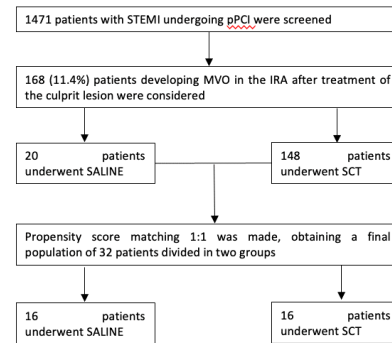 1471 patients with STEMI undergoing pPCI were screened
168 (11.4%) patients developing MVO in the IRA after treatment of
the culprit lesion were considered
20 patients
underwent SALINE
148 patients
underwent SCT
Propensity score matching 1:1 was made, obtaining a final
population of 32 patients divided in two groups
16 patients
underwent SALINE
16 patients
underwent SCT